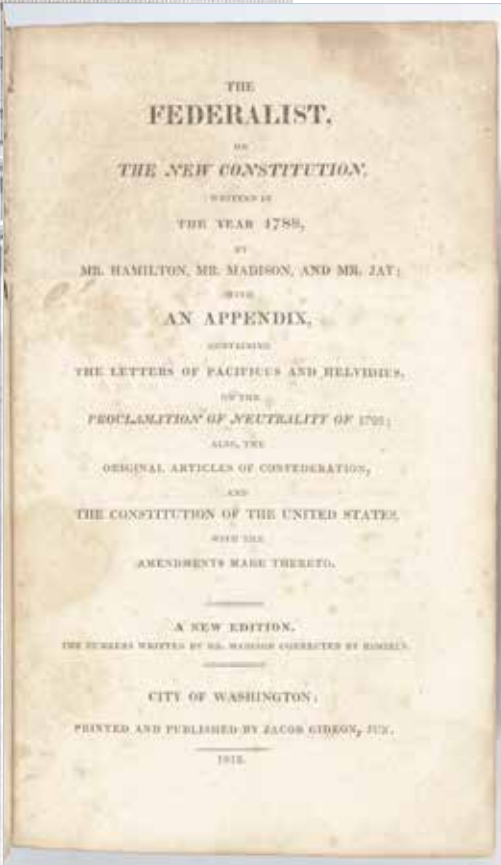 THE
FEDERALIST,
ON
THE NEW CONSTITUTION,
WRITTEN IN
THE YEAR 1788,
BY
MR. HAMILTON, MR. MADISON, AND MR. JAY:
WITH
AN APPENDIX,
CONTAINING
THE LETTERS OF PACIFICUS AND HELVIDIUS,
ON THE
PROCLAMATION OF NEUTRALITY OF 1793;
ALSO, THE
ORIGINAL ARTICLES OF CONFEDERATION,
AND
THE CONSTITUTION OF THE UNITED STATES,
WITH THE
AMENDMENTS MADE THERETO.
A NEW EDITION.
THE NUMBERS WRITTEN BY MR. MADISON CORRECTED BY HIMSELF.
CITY OF WASHINGTON:
PRINTED AND PUBLISHED BY JACOB GIDEON, JUN.
1818.